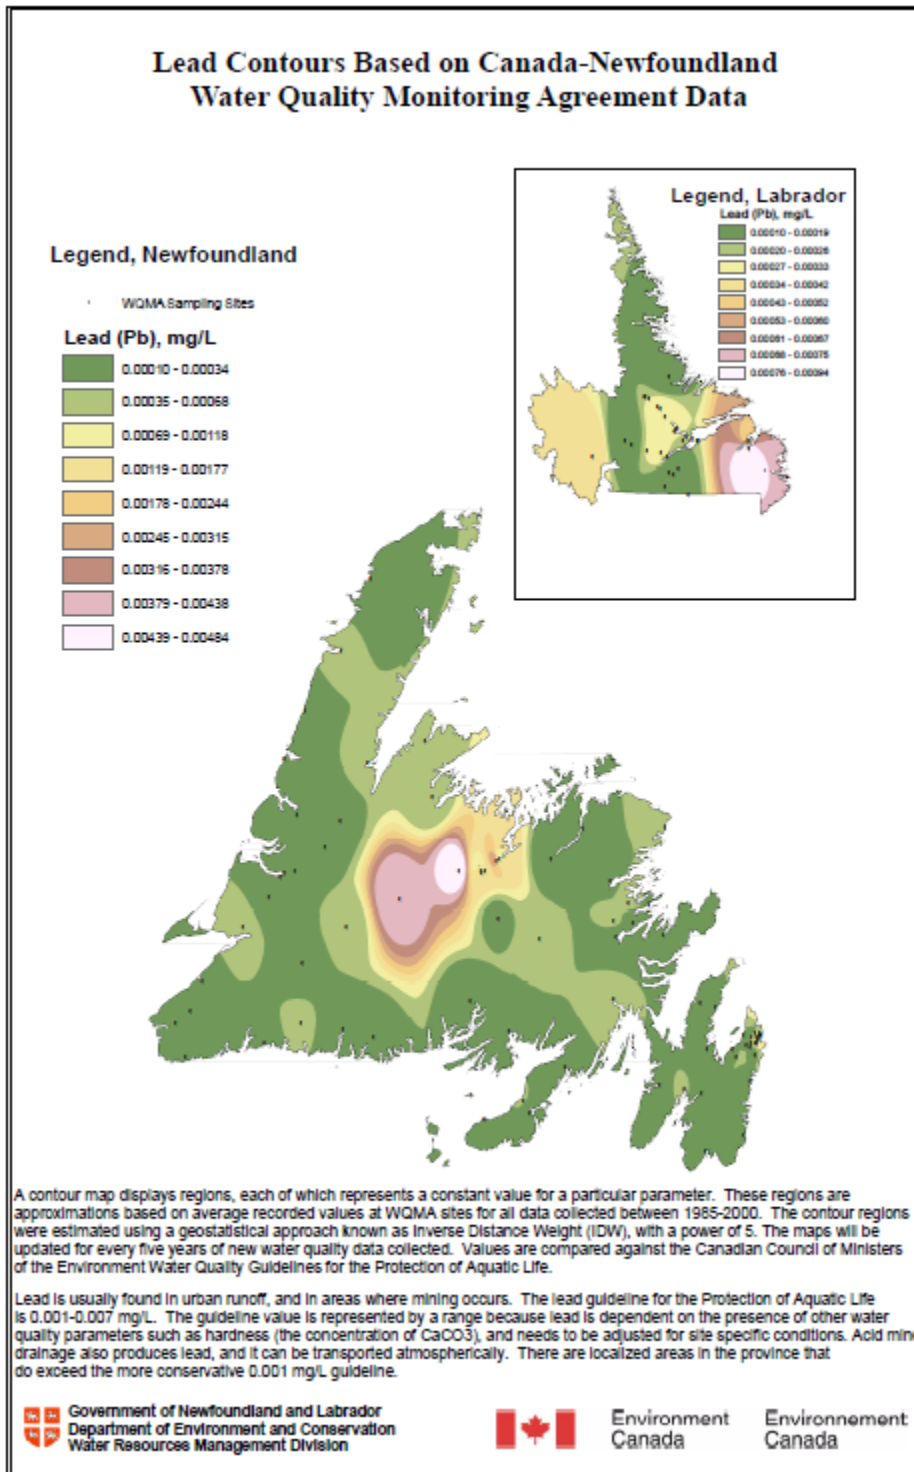 Lead Contours Based on Canada-Newfoundland
Water Quality Monitoring Agreement Data
Legend, Labrador
Lead (Pb), mg/L
0.00010 - 0.00019
0.00020 - 0.00026
0.00027 - 0.00033
0.00034 - 0.00042
0.00043 - 0.00052
0.00053 - 0.00060
0.00061 - 0.00067
0.00068 - 0.00075
0.00076 - 0.00094
Legend, Newfoundland
WQMA Sampling Sites
Lead (Pb), mg/L
0.00010 - 0.00034
0.00035 - 0.00068
0.00069 - 0.00118
0.00119 - 0.00177
0.00178 - 0.00244
0.00245 - 0.00315
0.00316 - 0.00378
0.00379 - 0.00438
0.00439 - 0.00484
A contour map displays regions, each of which represents a constant value for a particular parameter. These regions are
approximations based on average recorded values at WQMA sites for all data collected between 1985-2000. The contour regions
were estimated using a geostatistical approach known as Inverse Distance Weight (IDW), with a power of 5. The maps will be
updated for every five years of new water quality data collected. Values are compared against the Canadian Council of Ministers
of the Environment Water Quality Guidelines for the Protection of Aquatic Life.
Lead is usually found in urban runoff, and in areas where mining occurs. The lead guideline for the Protection of Aquatic Life
is 0.001-0.007 mg/L. The guideline value is represented by a range because lead is dependent on the presence of other water
quality parameters such as hardness (the concentration of CaCO3), and needs to be adjusted for site specific conditions. Acid mine
drainage also produces lead, and it can be transported atmospherically. There are localized areas in the province that
do exceed the more conservative 0.001 mg/L guideline.
Government of Newfoundland and Labrador
Department of Environment and Conservation
Water Resources Management Division
Environment Environnement
Canada Canada